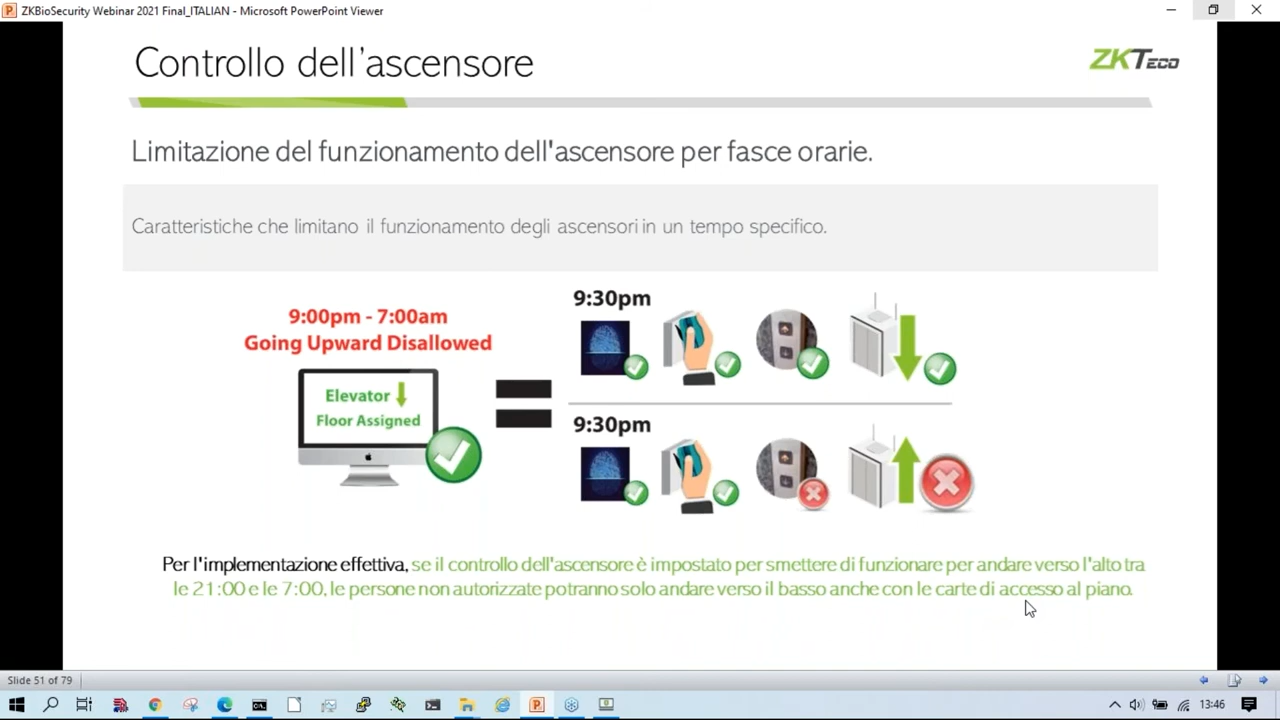 ZKBioSecurity Webinar 2021 Final_ITALIAN - Microsoft PowerPoint Viewer
Controllo dell'ascensore
ZKTECO
Limitazione del funzionamento dell'ascensore per fasce orarie.
Caratteristiche che limitano il funzionamento degli ascensori in un tempo specifico.
9:00pm - 7:00am
Going Upward Disallowed
Elevator
Floor Assigned
9:30pm
9:30pm
Per l'implementazione effettiva, se il controllo dell'ascensore è impostato per smettere di funzionare per andare verso l'alto tra
le 21:00 e le 7:00, le persone non autorizzate potranno solo andare verso il basso anche con le carte di accesso al piano.
Slide 51 of 79
13:46